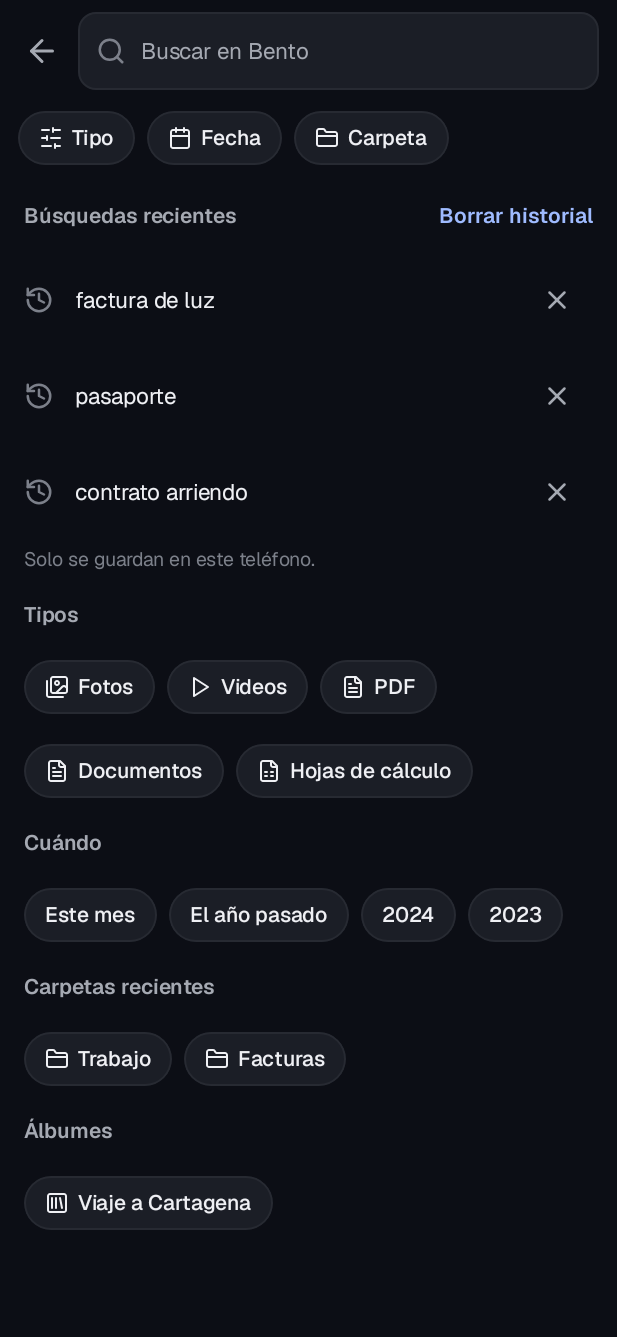 Buscar en Bento
Tipo Fecha Carpeta
Búsquedas recientes Borrar historial
factura de luz
pasaporte
contrato arriendo
Solo se guardan en este teléfono.
Tipos
Fotos Videos PDF
Documentos Hojas de cálculo
Cuándo
Este mes El año pasado 2024 2023
Carpetas recientes
Trabajo Facturas
Álbumes
Viaje a Cartagena